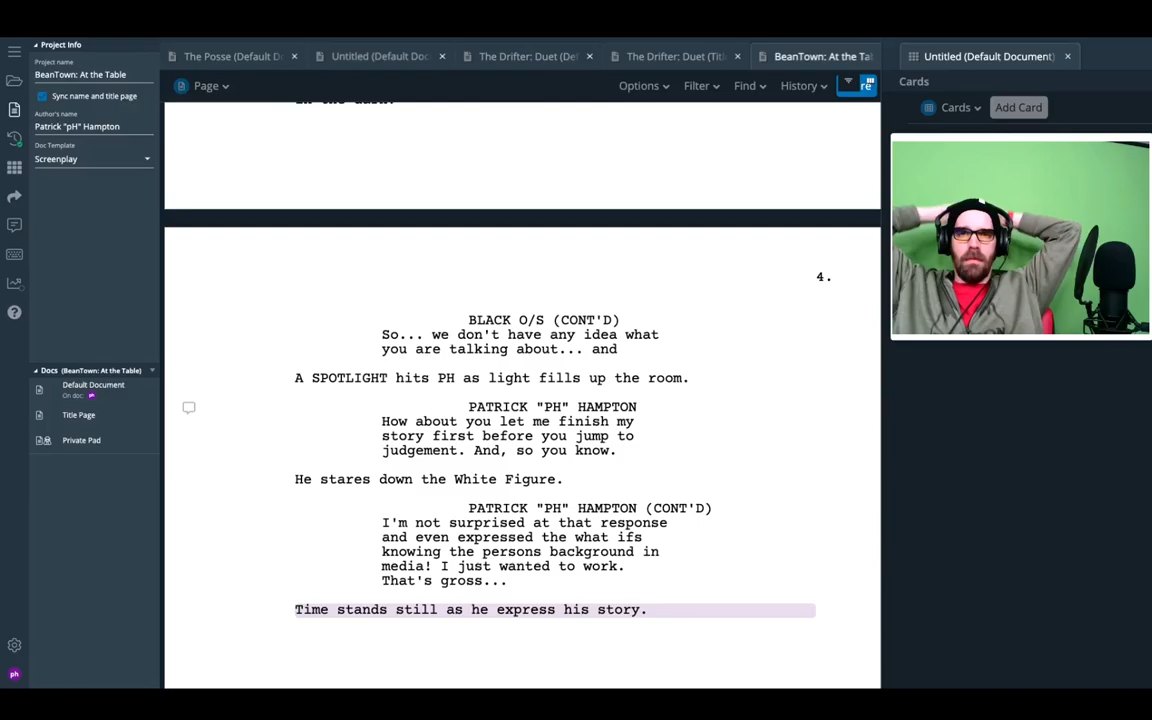 Project Info
Project name
BeanTown: At the Table
Sync name and title page
Author's name
Patrick "pH" Hampton
Doc Template
Screenplay
Docs (BeanTown: At the Table)
Default Document
On doc: ph
Title Page
Private Pad
ph
The Posse (Default D
Untitled (Default Doc
The Drifter: Duet (De
The Drifter: Duet (Titl
BeanTown: At the Tab
Page
Options
Filter
Find
History
re
4.
BLACK O/S (CONT'D)
So... we don't have any idea what
you are talking about... and
A SPOTLIGHT hits PH as light fills up the room.
PATRICK "PH" HAMPTON
How about you let me finish my
story first before you jump to
judgement. And, so you know.
He stares down the White Figure.
PATRICK "PH" HAMPTON (CONT'D)
I'm not surprised at that response
and even expressed the what ifs
knowing the persons background in
media! I just wanted to work.
That's gross...
Time stands still as he express his story.
Untitled (Default Document)
Cards
Cards
Add Card